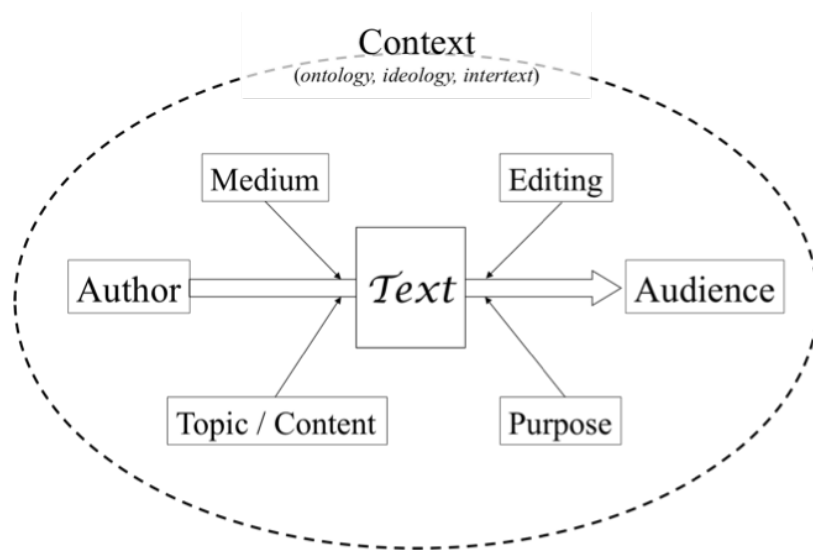 Context
(ontology, ideology, intertext)
Medium
Editing
Author
Text
Audience
Topic / Content
Purpose